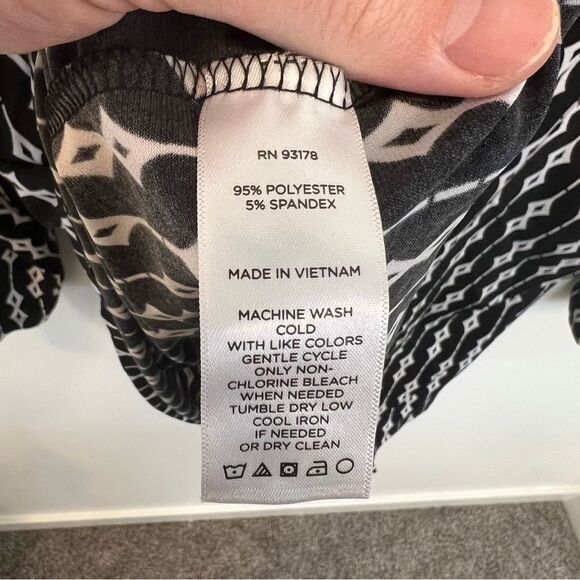 RN 93178
95% POLYESTER
5% SPANDEX
MADE IN VIETNAM
MACHINE WASH
COLD
WITH LIKE COLORS
GENTLE CYCLE
ONLY NON-
CHLORINE BLEACH
WHEN NEEDED
TUMBLE DRY LOW
COOL IRON
IF NEEDED
OR DRY CLEAN